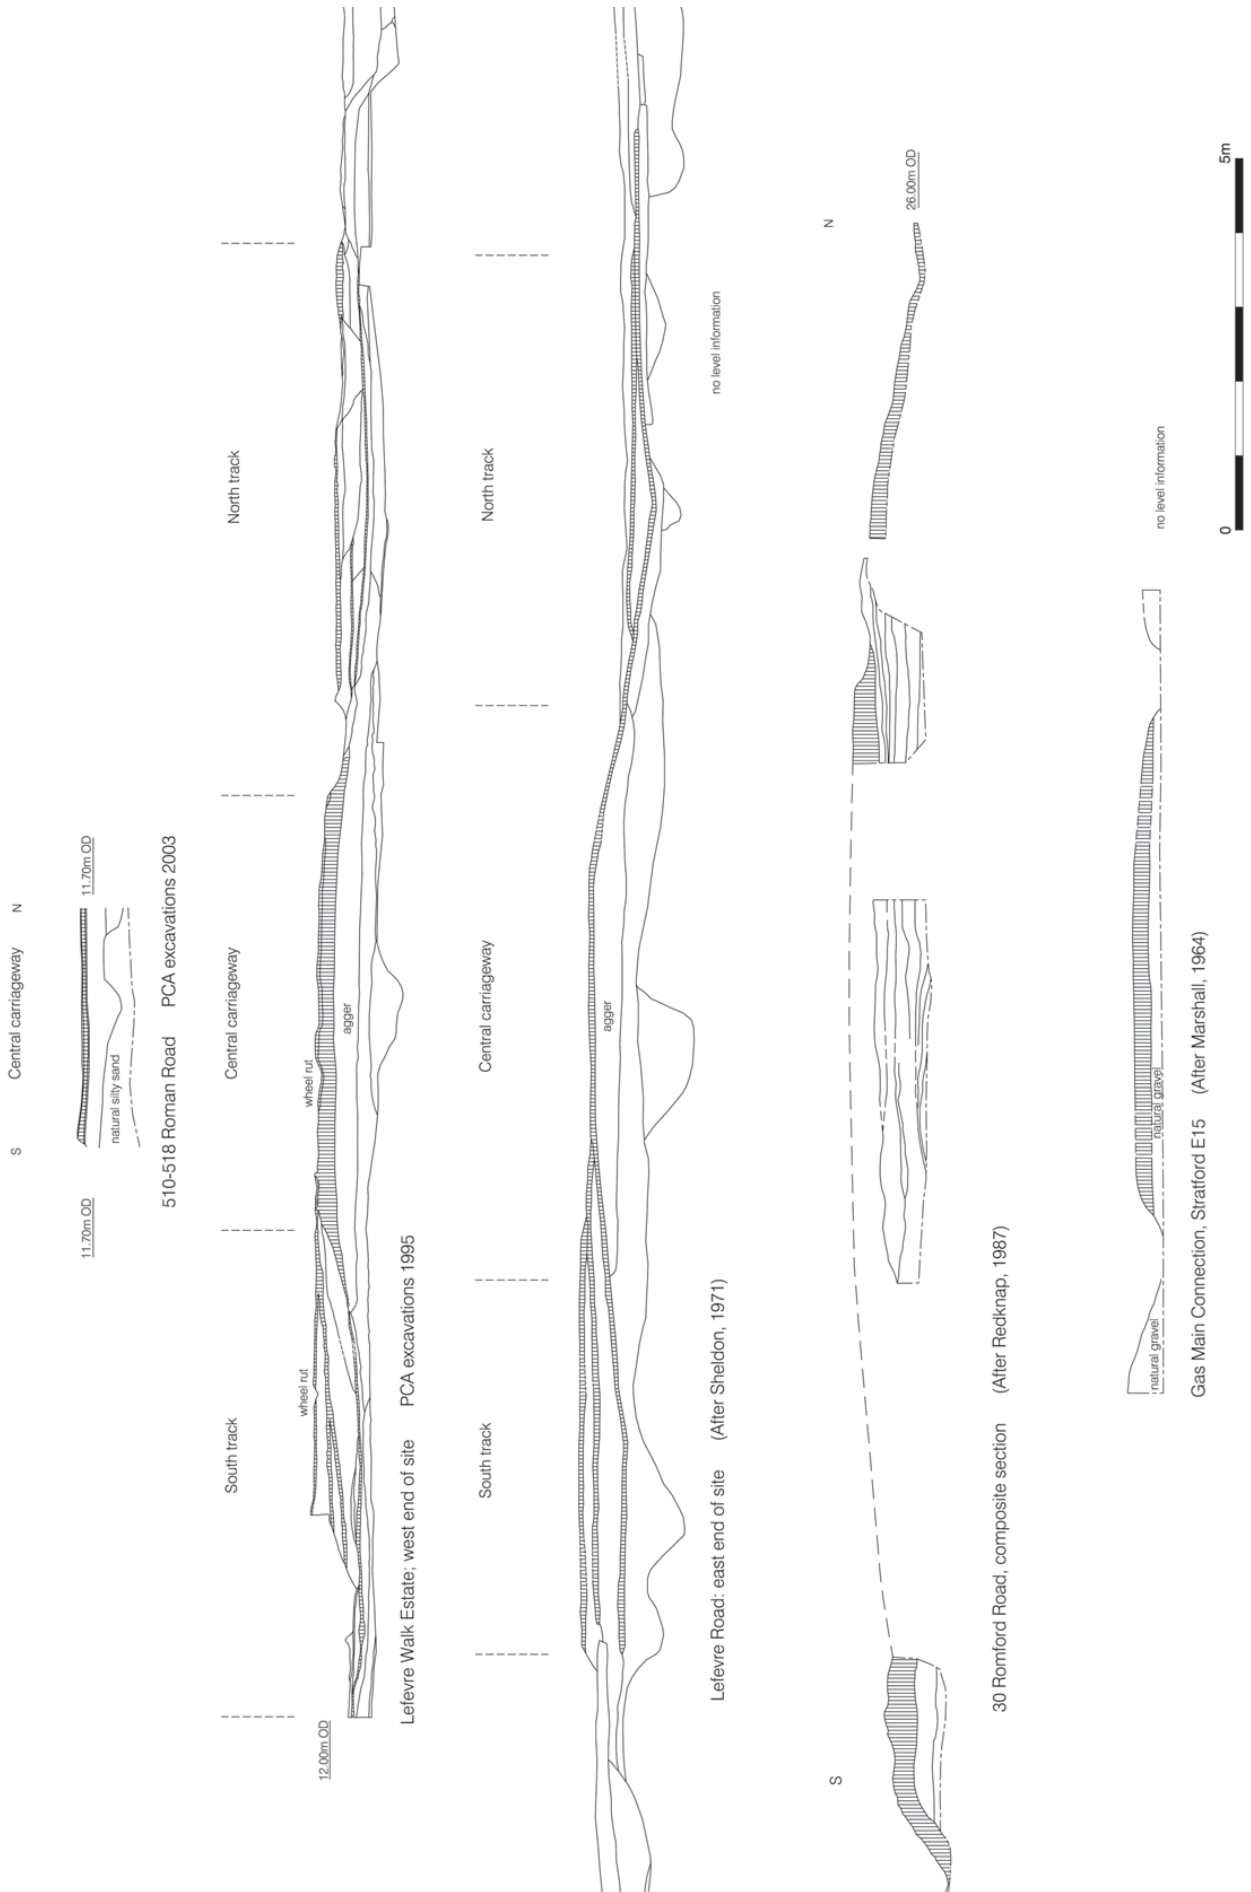 S Central carriageway N
11.70m OD 11.70m OD
natural silty sand
510-518 Roman Road PCA excavations 2003
South track Central carriageway North track
12.00m OD
wheel rut
wheel rut
agger
Lefevre Walk Estate; west end of site PCA excavations 1995
South track Central carriageway North track
agger
Lefevre Road: east end of site (After Sheldon, 1971)
no level information
S N
26.00m OD
30 Romford Road, composite section (After Redknap, 1987)
natural gravel
natural gravel
no level information
Gas Main Connection, Stratford E15 (After Marshall, 1964)
0 5m